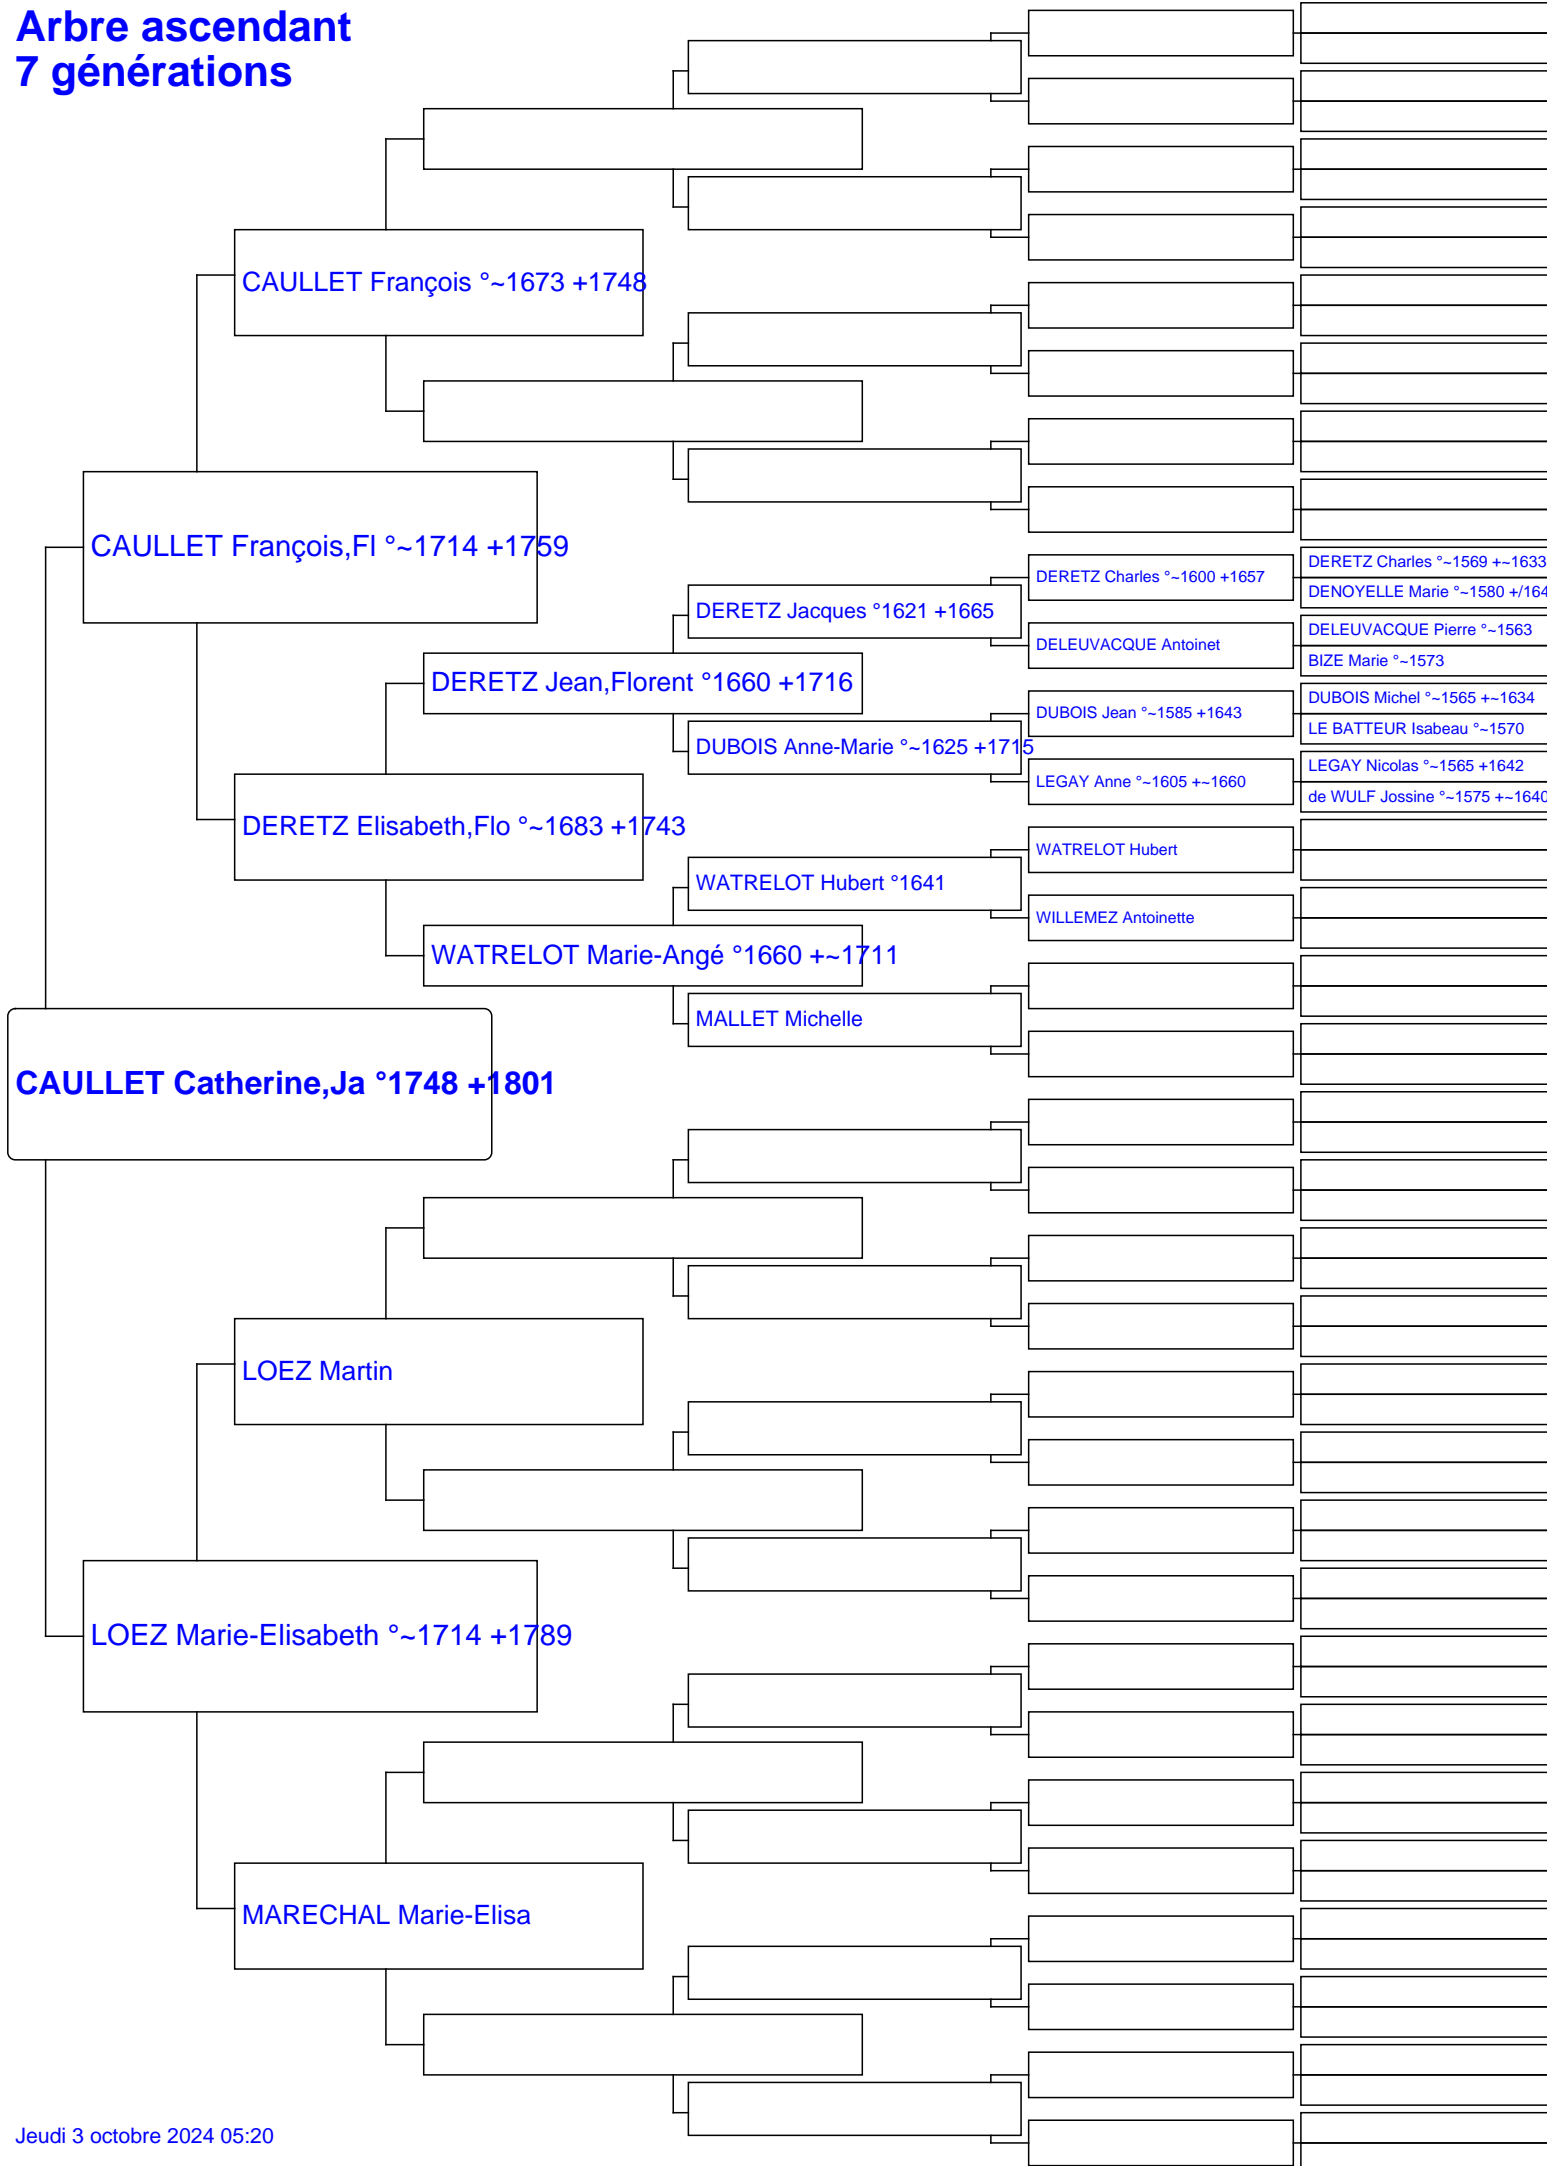 Arbre ascendant
7 générations
CAULLET François °~1673 +1748
CAULLET François,Fl °~1714 +1759
DERETZ Charles °~1569 +~1633
DERETZ Charles °~1600 +1657
DENOYELLE Marie °~1580 +/164
DERETZ Jacques °1621 +1665
DELEUVACQUE Pierre °~1563
DELEUVACQUE Antoinet
BIZE Marie °~1573
DERETZ Jean,Florent °1660 +1716
DUBOIS Michel °~1565 +~1634
DUBOIS Jean °~1585 +1643
LE BATTEUR Isabeau °~1570
DUBOIS Anne-Marie °~1625 +1715
LEGAY Nicolas °~1565 +1642
LEGAY Anne °~1605 +~1660
de WULF Jossine °~1575 +~1640
DERETZ Elisabeth,Flo °~1683 +1743
WATRELOT Hubert
WATRELOT Hubert °1641
WILLEMEZ Antoinette
WATRELOT Marie-Angé °1660 +~1711
MALLET Michelle
CAULLET Catherine,Ja °1748 +1801
LOEZ Martin
LOEZ Marie-Elisabeth °~1714 +1789
MARECHAL Marie-Elisa
Jeudi 3 octobre 2024 05:20